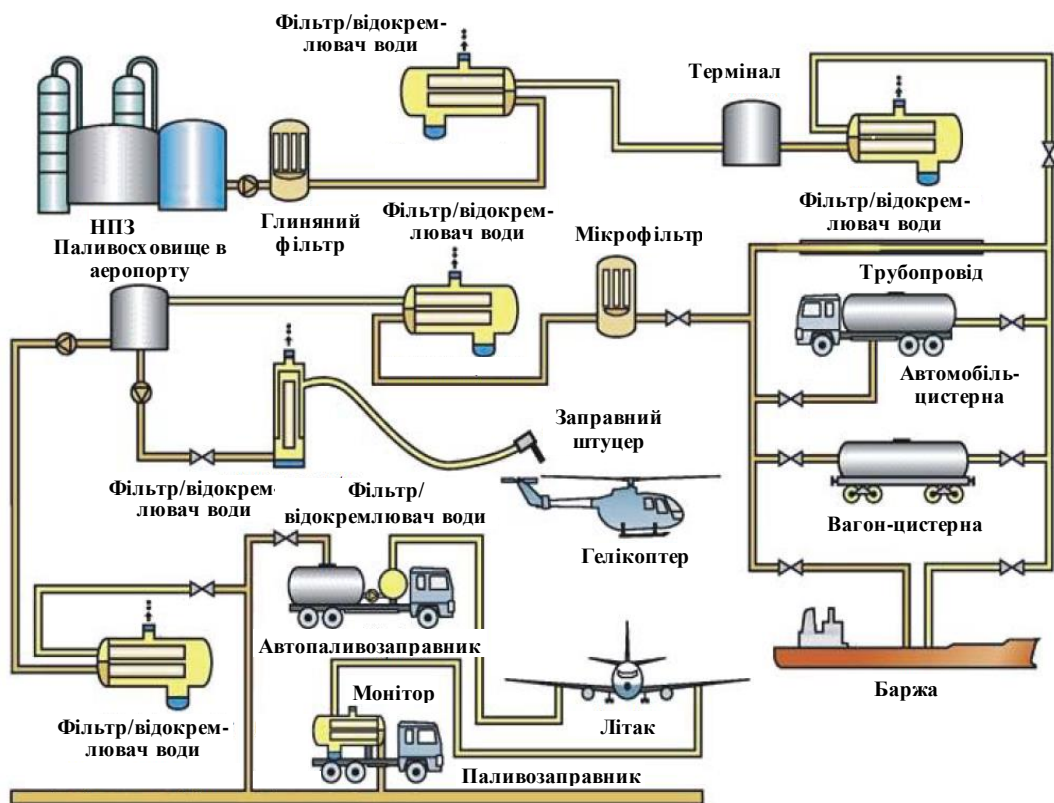 Фільтр/відокрем-
лювач води
Термінал
НПЗ
Глиняний
фільтр
Фільтр/відокрем-
лювач води
Мікрофільтр
Фільтр/відокрем-
лювач води
Паливосховище в
аеропорту
Трубопровід
Автомобіль-
цистерна
Заправний
штуцер
Фільтр/відокрем-
лювач води
Фільтр/
відокремлювач води
Гелікоптер
Вагон-цистерна
Автопаливозаправник
Монітор
Літак
Баржа
Фільтр/відокрем-
лювач води
Паливозаправник